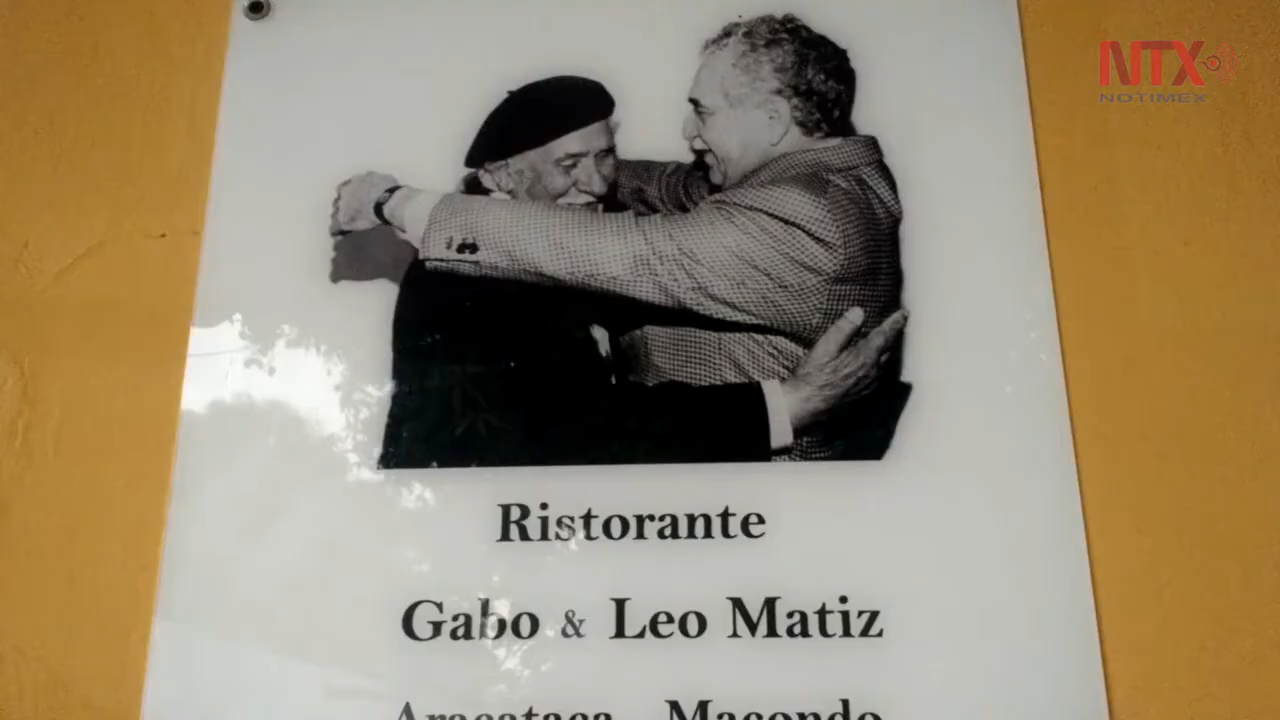 NTX
NOTIMEX
Ristorante
Gabo & Leo Matiz
Aracataca Macondo